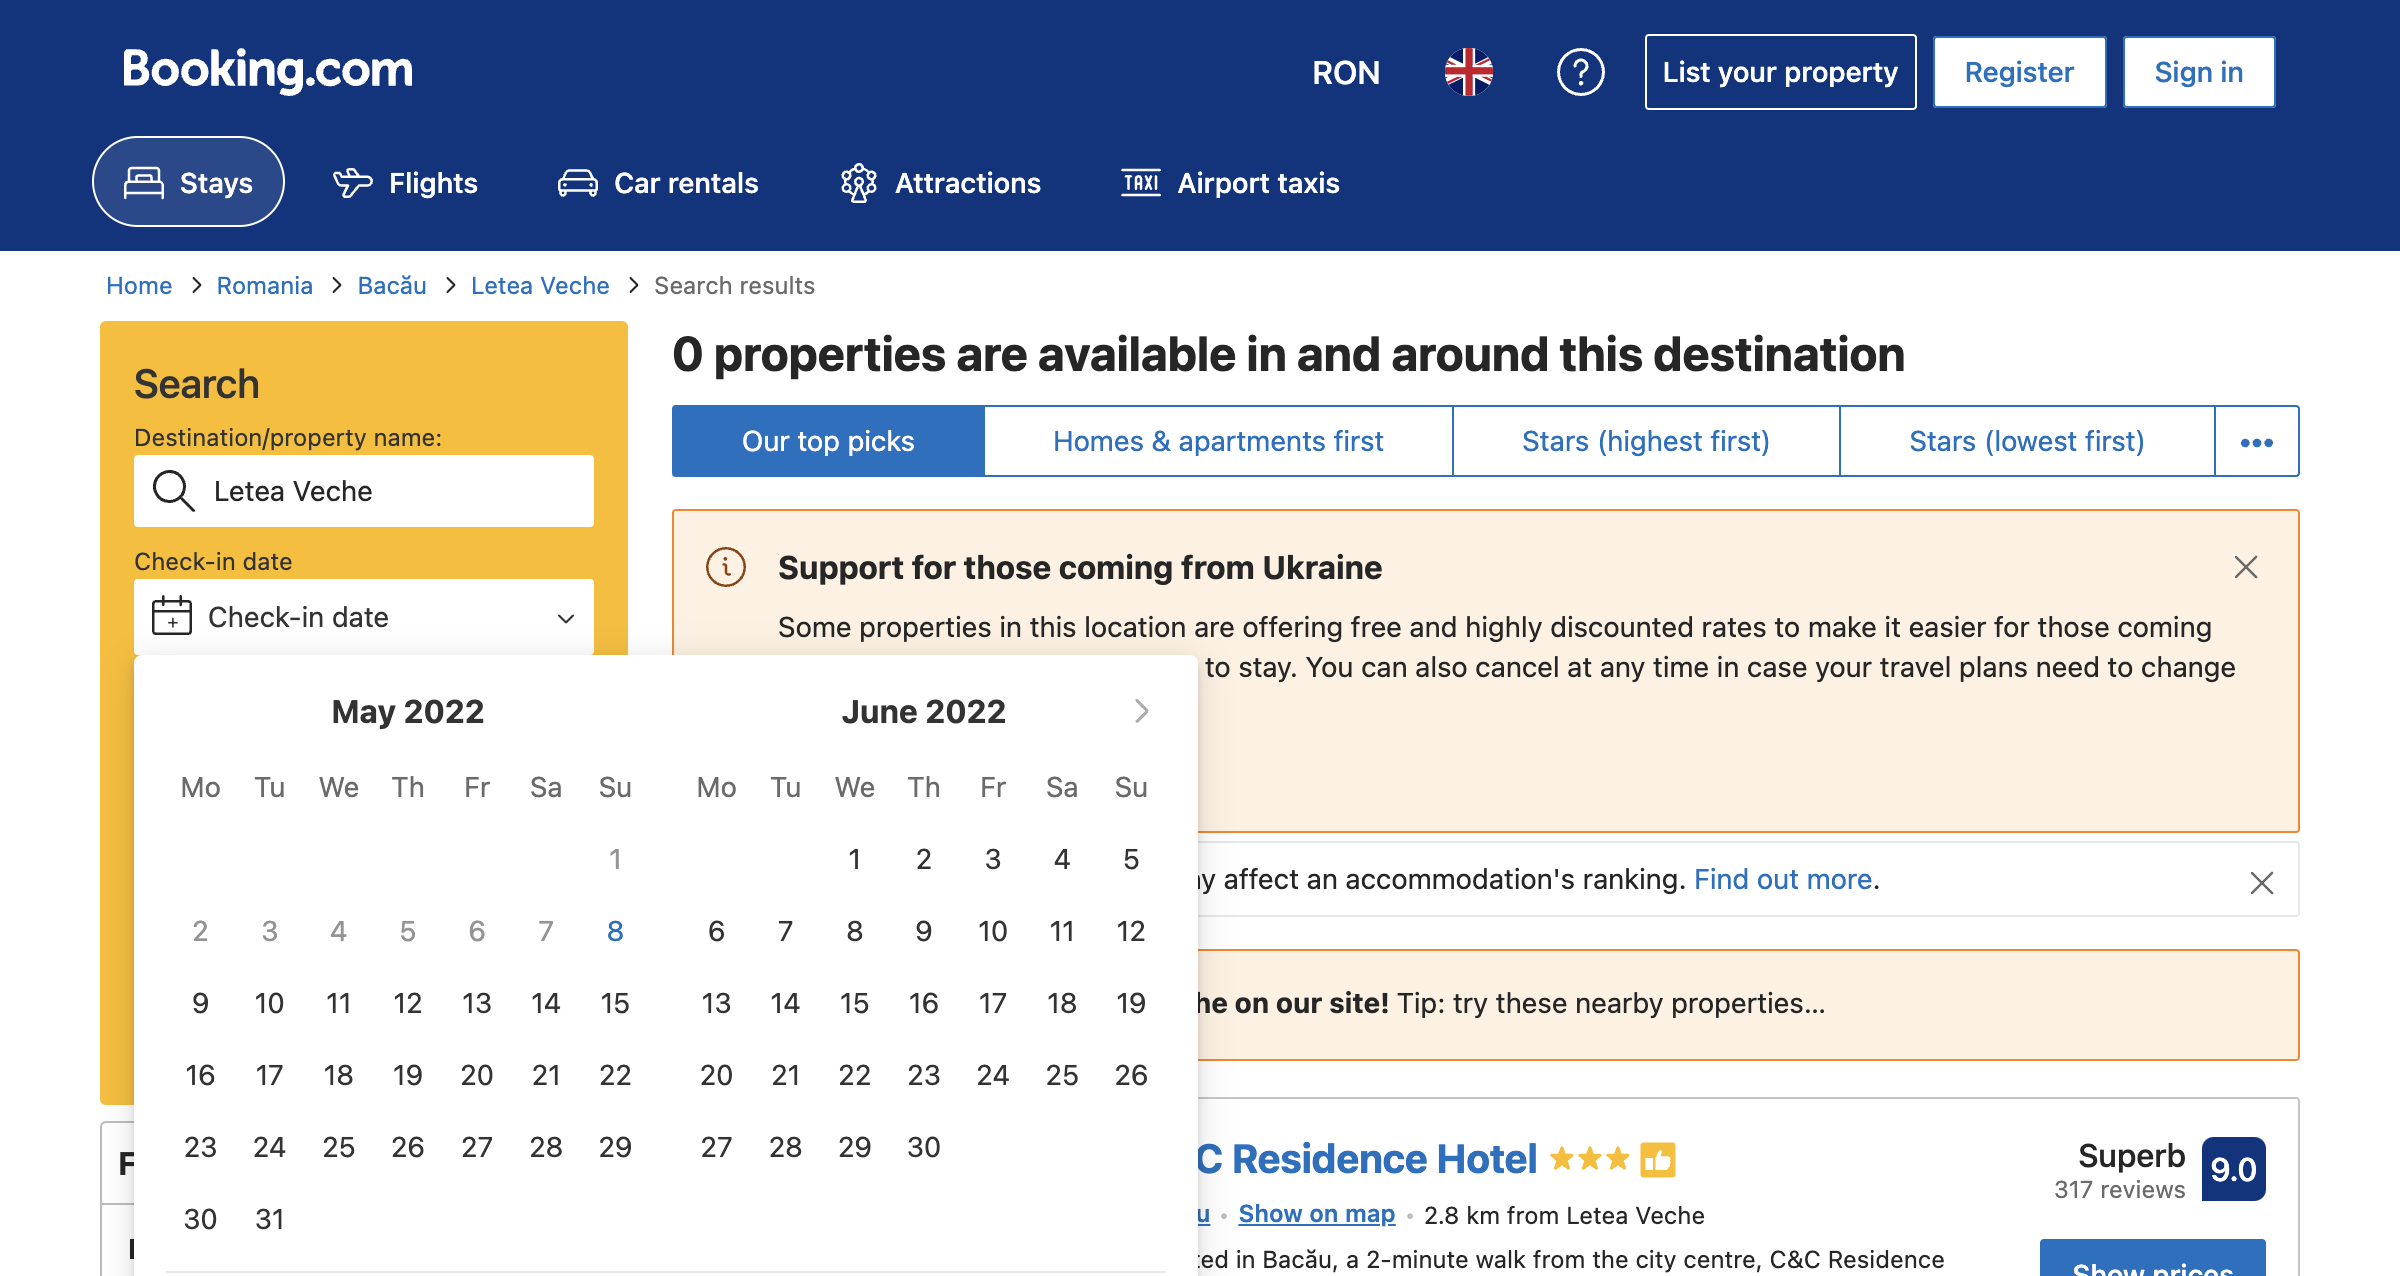 Booking.com
RON
List your property
Register
Sign in
Stays
Flights
Car rentals
Attractions
TAXI
Airport taxis
Home > Romania > Bacău > Letea Veche > Search results
Search
Destination/property name:
Letea Veche
Check-in date
Check-in date
0 properties are available in and around this destination
Our top picks
Homes & apartments first
Stars (highest first)
Stars (lowest first)
Support for those coming from Ukraine
Some properties in this location are offering free and highly discounted rates to make it easier for those coming
to stay. You can also cancel at any time in case your travel plans need to change
May 2022
Mo Tu We Th Fr Sa Su
1
2 3 4 5 6 7 8
9 10 11 12 13 14 15
16 17 18 19 20 21 22
23 24 25 26 27 28 29
30 31
June 2022
Mo Tu We Th Fr Sa Su
1 2 3 4 5
6 7 8 9 10 11 12
13 14 15 16 17 18 19
20 21 22 23 24 25 26
27 28 29 30
affect an accommodation's ranking. Find out more.
on our site! Tip: try these nearby properties...
C Residence Hotel
Superb
317 reviews
9.0
Show on map • 2.8 km from Letea Veche
in Bacău, a 2-minute walk from the city centre, C&C Residence
Show prices